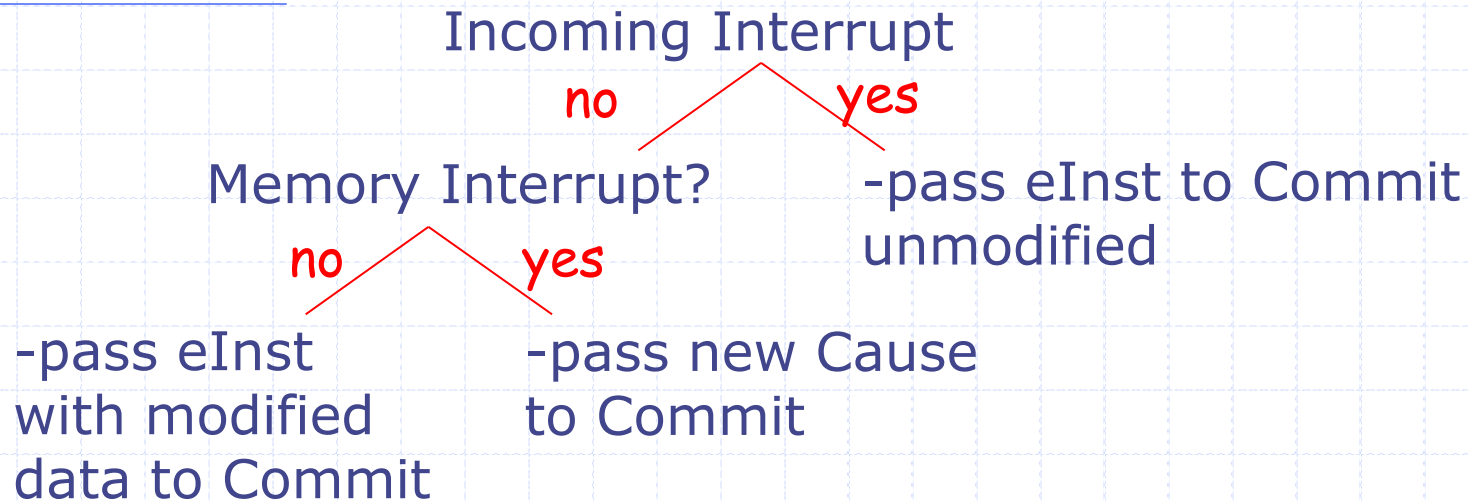 Incoming Interrupt
no
yes
Memory Interrupt?
-pass eInst to Commit
unmodified
no
yes
-pass eInst
with modified
data to Commit
-pass new Cause
to Commit